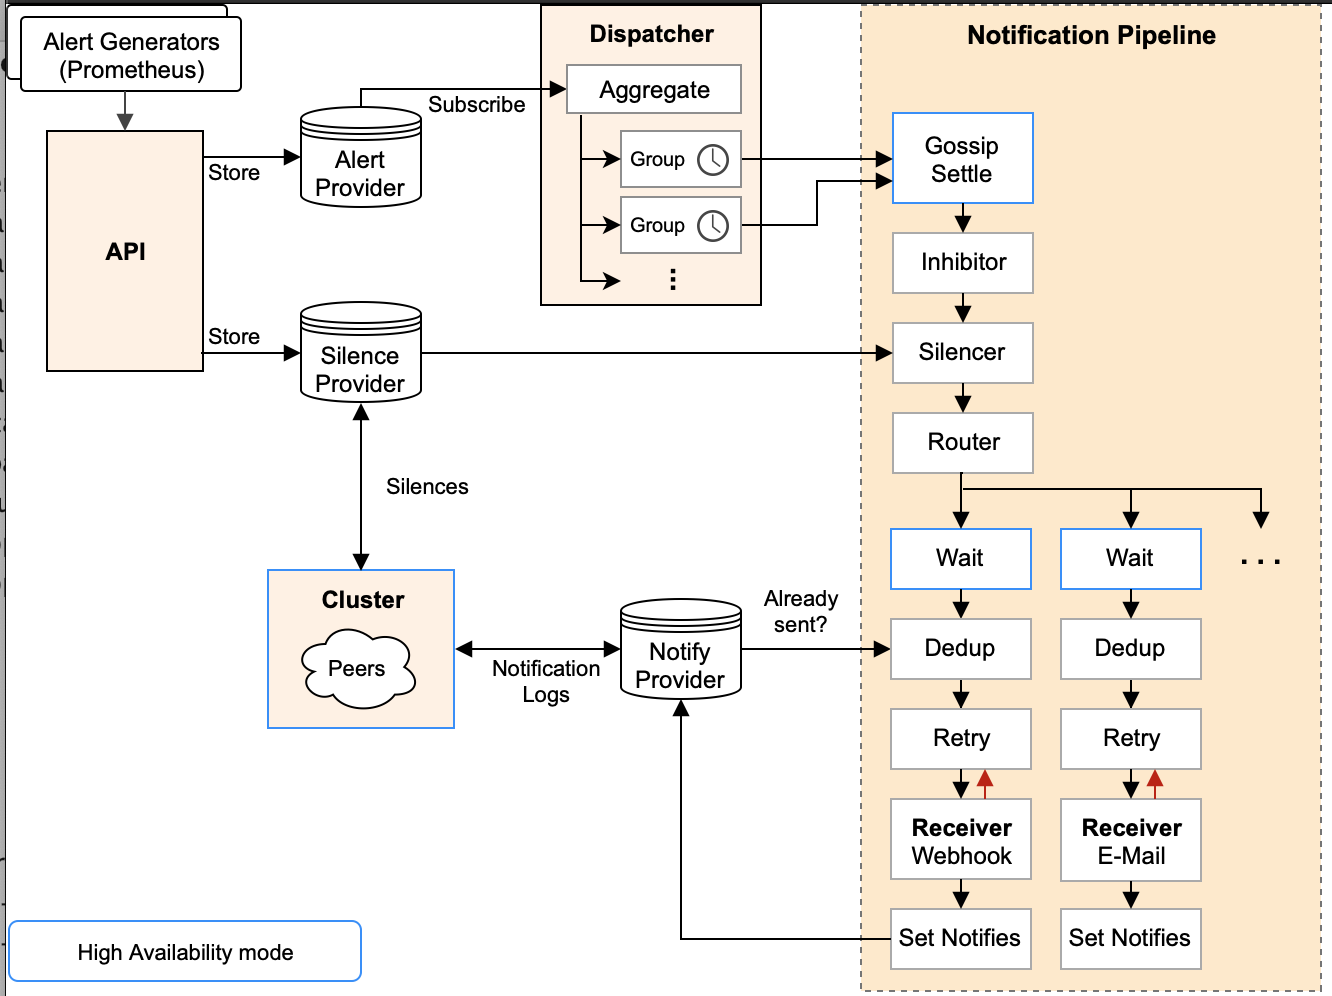 Alert Generators
(Prometheus)
API
Store
Store
Alert
Provider
Subscribe
Silence
Provider
Silences
Cluster
Peers
Notification
Logs
Notify
Provider
Already
sent?
High Availability mode
Dispatcher
Aggregate
Group
Group
⋮
Notification Pipeline
Gossip
Settle
Inhibitor
Silencer
Router
Wait
Dedup
Retry
Receiver
Webhook
Set Notifies
Wait
Dedup
Retry
Receiver
E-Mail
Set Notifies
. . .